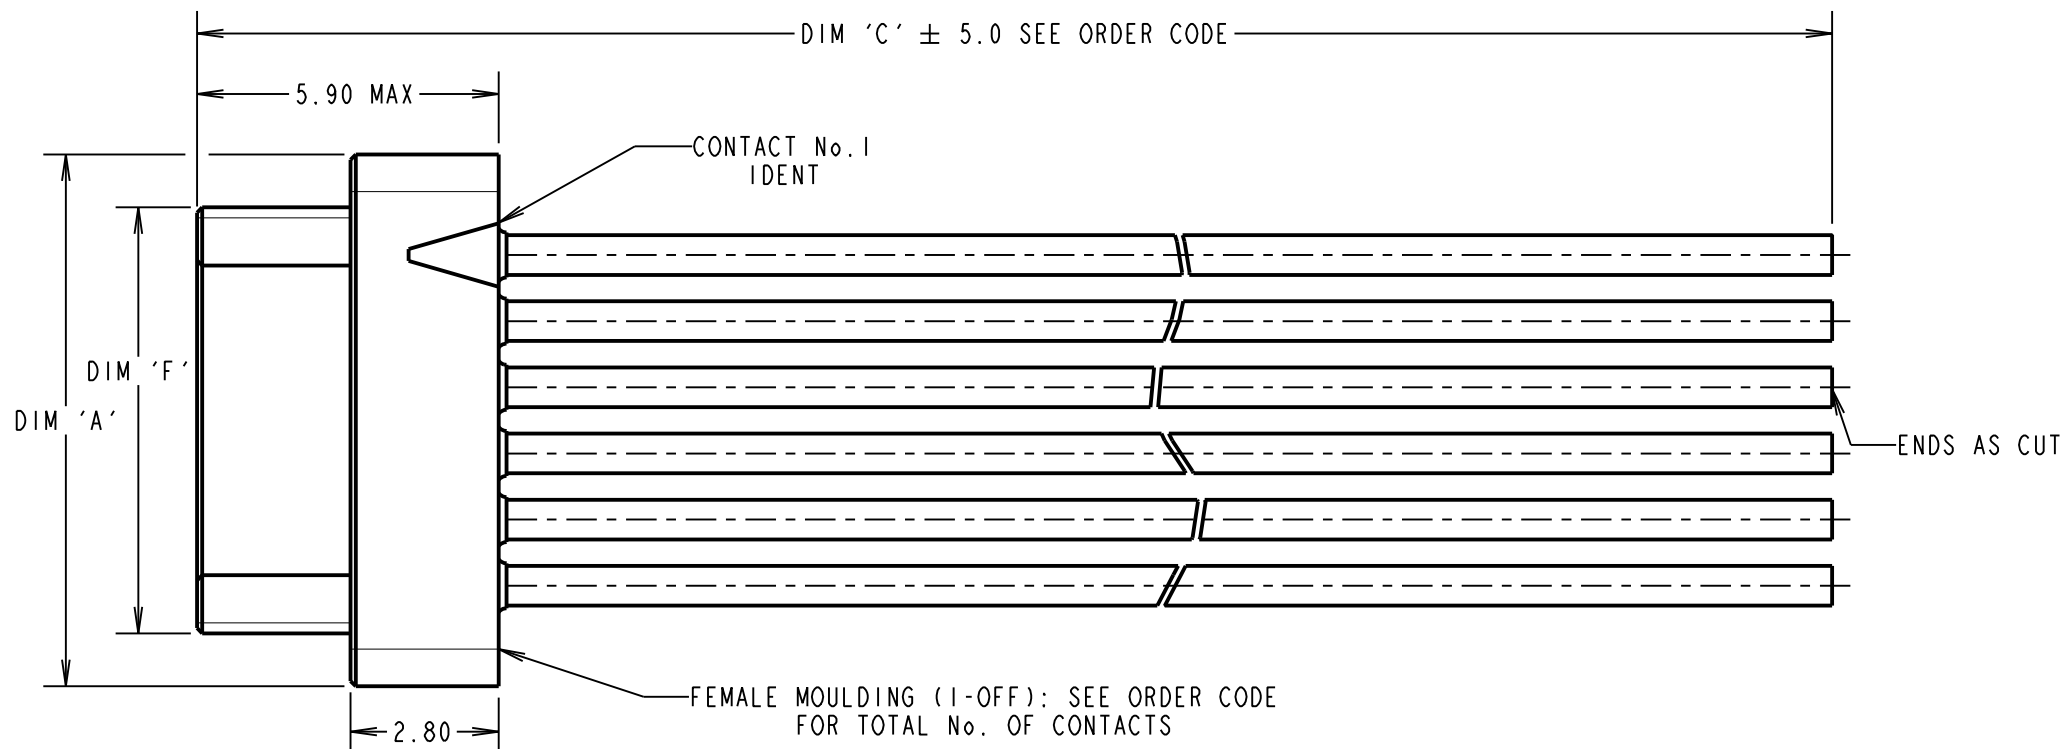 DIM 'C' ± 5.0 SEE ORDER CODE
5.90 MAX
CONTACT No.1
IDENT
DIM 'F'
DIM 'A'
ENDS AS CUT
FEMALE MOULDING (1-OFF): SEE ORDER CODE
FOR TOTAL No. OF CONTACTS
2.80